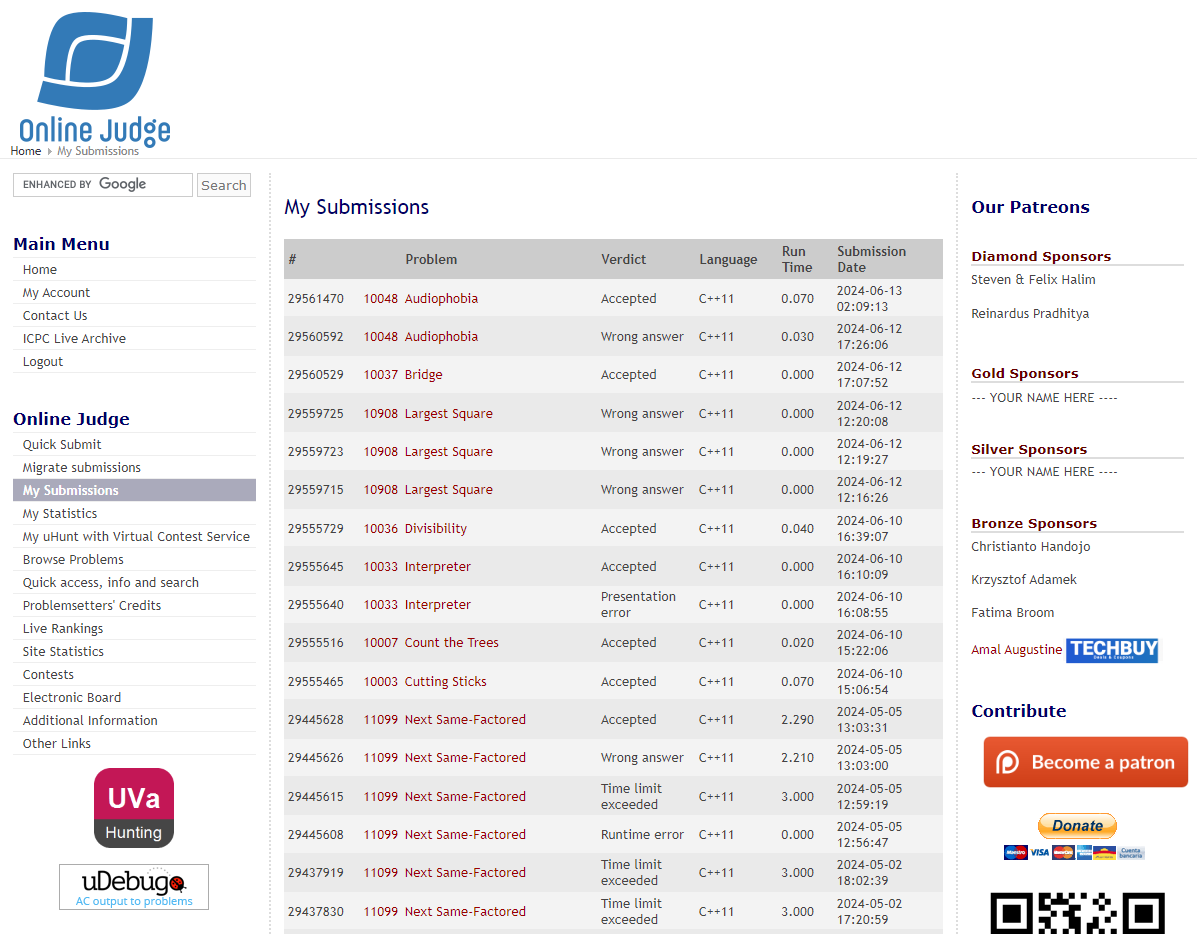 Online Judge
Home My Submissions
ENHANCED BY Google Search
Main Menu
Home
My Account
Contact Us
ICPC Live Archive
Logout
Online Judge
Quick Submit
Migrate submissions
My Submissions
My Statistics
My uHunt with Virtual Contest Service
Browse Problems
Quick access, info and search
Problemsetters' Credits
Live Rankings
Site Statistics
Contests
Electronic Board
Additional Information
Other Links
UVa
Hunting
uDebug
AC output to problems
My Submissions
# Problem Verdict Language Run Time Submission Date
29561470 10048 Audiophobia Accepted C++11 0.070 2024-06-13 02:09:13
29560592 10048 Audiophobia Wrong answer C++11 0.030 2024-06-12 17:26:06
29560529 10037 Bridge Accepted C++11 0.000 2024-06-12 17:07:52
29559725 10908 Largest Square Wrong answer C++11 0.000 2024-06-12 12:20:08
29559723 10908 Largest Square Wrong answer C++11 0.000 2024-06-12 12:19:27
29559715 10908 Largest Square Wrong answer C++11 0.000 2024-06-12 12:16:26
29555729 10036 Divisibility Accepted C++11 0.040 2024-06-10 16:39:07
29555645 10033 Interpreter Accepted C++11 0.000 2024-06-10 16:10:09
29555640 10033 Interpreter Presentation error C++11 0.000 2024-06-10 16:08:55
29555516 10007 Count the Trees Accepted C++11 0.020 2024-06-10 15:22:06
29555465 10003 Cutting Sticks Accepted C++11 0.070 2024-06-10 15:06:54
29445628 11099 Next Same-Factored Accepted C++11 2.290 2024-05-05 13:03:31
29445626 11099 Next Same-Factored Wrong answer C++11 2.210 2024-05-05 13:03:00
29445615 11099 Next Same-Factored Time limit exceeded C++11 3.000 2024-05-05 12:59:19
29445608 11099 Next Same-Factored Runtime error C++11 0.000 2024-05-05 12:56:47
29437919 11099 Next Same-Factored Time limit exceeded C++11 3.000 2024-05-02 18:02:39
29437830 11099 Next Same-Factored Time limit exceeded C++11 3.000 2024-05-02 17:20:59
Our Patreons
Diamond Sponsors
Steven & Felix Halim
Reinardus Pradhitya
Gold Sponsors
--- YOUR NAME HERE ----
Silver Sponsors
--- YOUR NAME HERE ----
Bronze Sponsors
Christianto Handojo
Krzysztof Adamek
Fatima Broom
Amal Augustine TECHBUY
Contribute
Become a patron
Donate
VISA
Cuenta
bancaria